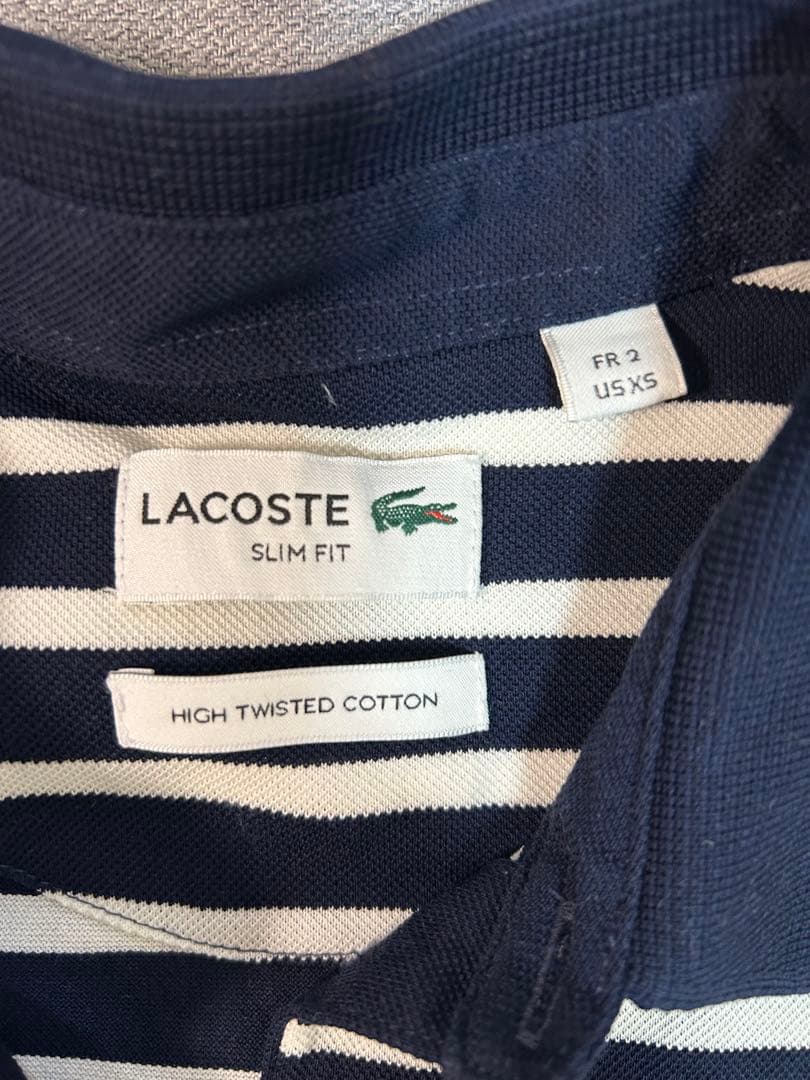 FR 2
US XS
LACOSTE
SLIM FIT
HIGH TWISTED COTTON